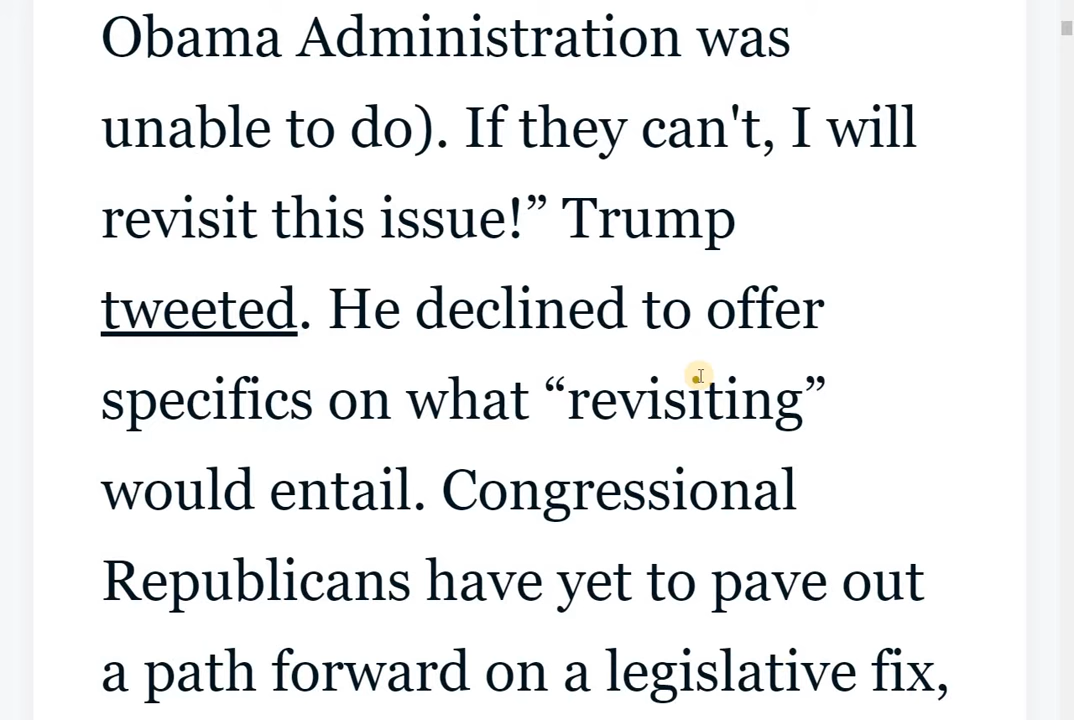 Obama Administration was
unable to do). If they can't, I will
revisit this issue!” Trump
tweeted. He declined to offer
specifics on what “revisiting”
would entail. Congressional
Republicans have yet to pave out
a path forward on a legislative fix,